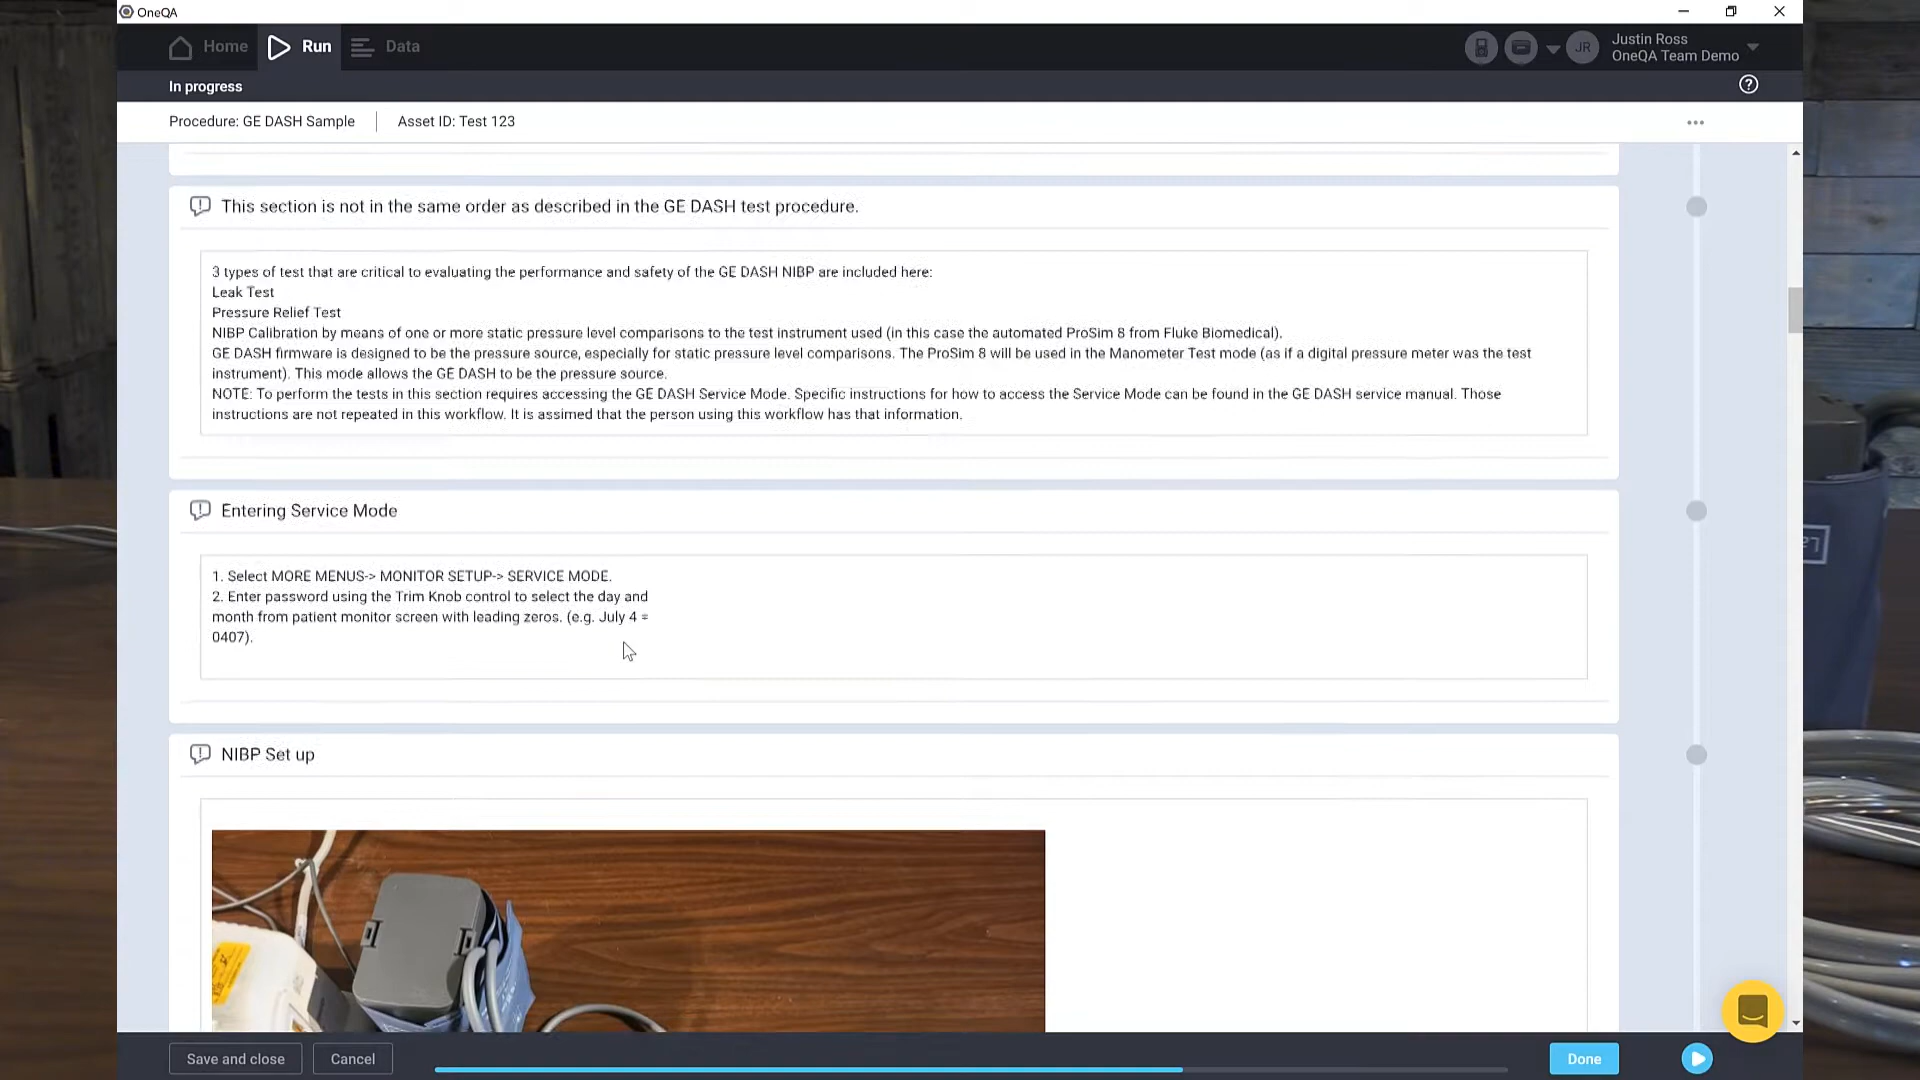 OneQA
Home
Run
Data
JR
Justin Ross
OneQA Team Demo
In progress
Procedure: GE DASH Sample
Asset ID: Test 123
This section is not in the same order as described in the GE DASH test procedure.
3 types of test that are critical to evaluating the performance and safety of the GE DASH NIBP are included here:
Leak Test
Pressure Relief Test
NIBP Calibration by means of one or more static pressure level comparisons to the test instrument used (in this case the automated ProSim 8 from Fluke Biomedical).
GE DASH firmware is designed to be the pressure source, especially for static pressure level comparisons. The ProSim 8 will be used in the Manometer Test mode (as if a digital pressure meter was the test
instrument). This mode allows the GE DASH to be the pressure source.
NOTE: To perform the tests in this section requires accessing the GE DASH Service Mode. Specific instructions for how to access the Service Mode can be found in the GE DASH service manual. Those
instructions are not repeated in this workflow. It is assimed that the person using this workflow has that information.
Entering Service Mode
1. Select MORE MENUS-> MONITOR SETUP-> SERVICE MODE.
2. Enter password using the Trim Knob control to select the day and
month from patient monitor screen with leading zeros. (e.g. July 4 =
0407).
NIBP Set up
Save and close
Cancel
Done